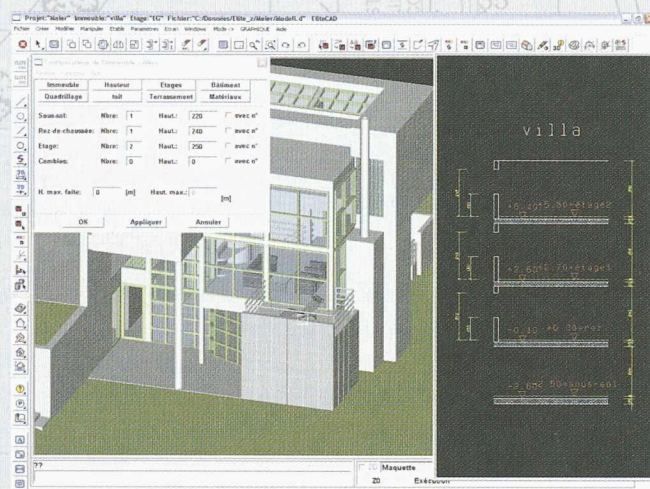 Projet:"Meier" Immeuble:"villa" Etage:"EG" Fichier:"C:/Donnees/Elite_z/Meier/Modell.d" ELiteCAD
Fichier Créer Modifier Manipuler Etablir Paramètres Ecran Windows Mode-> GRAPHIQUE Aide
Immeuble Hauteur Etages Bâtiment
Quadrillage toit Terrassement Matériaux
Sous-sol: Nbre: 1 Haut.: 220 avec n°
Rez-de-chaussée: Nbre: 1 Haut.: 240 avec n°
Etage: Nbre: 2 Haut.: 250 avec n°
Combles: Nbre: 0 Haut.: 0 avec n°
H. max. faîte: 0 [m] Haut. max.: [m]
OK Appliquer Annuler
villa
??
2D Maquette
Z0 Exécution